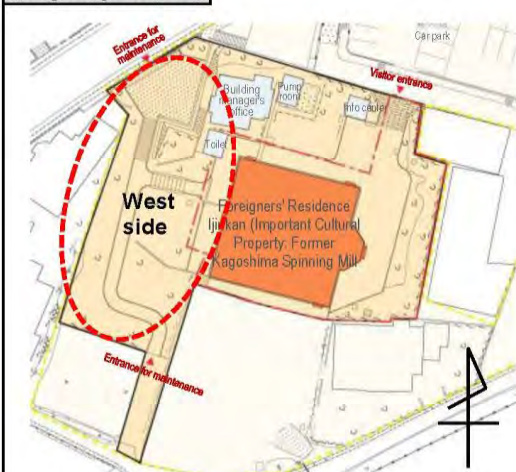 Entrance for
maintenance
Car park
Visitor entrance
Building
manager's
office
Pump
room
Info center
Toilet
West
side
Foreigners' Residence
Ijinkan (Important Cultural
Property: Former
Kagoshima Spinning Mill
Entrance for maintenance